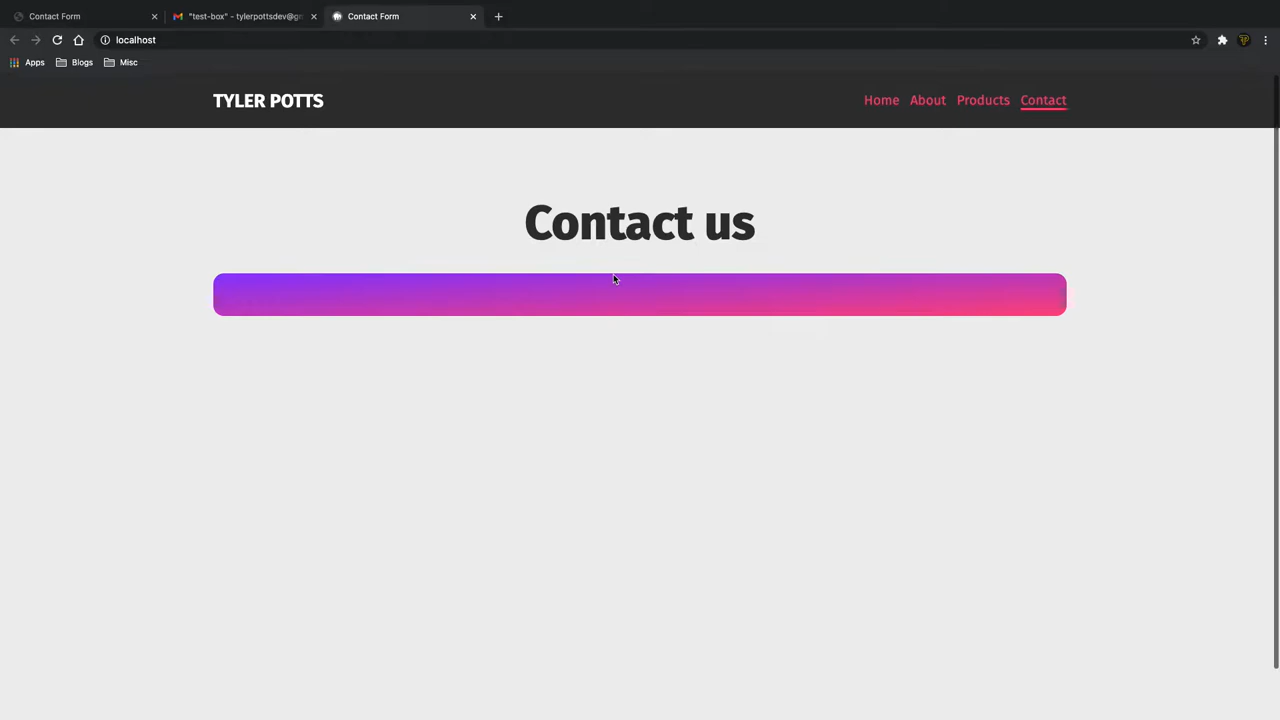 Contact Form
"test-box" - tylerpottsdev@g
Contact Form
localhost
Apps
Blogs
Misc
TYLER POTTS
Home
About
Products
Contact
Contact us